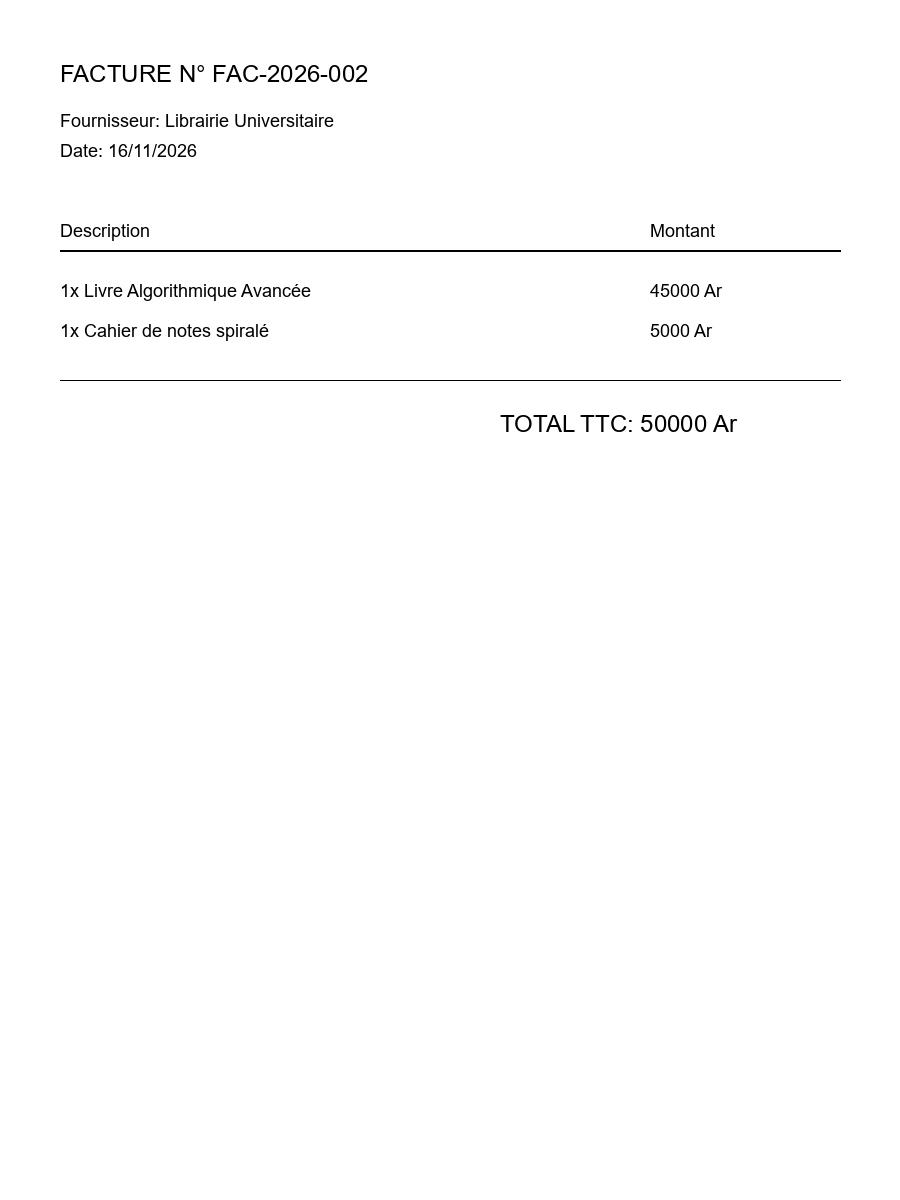 FACTURE N° FAC-2026-002
Fournisseur: Librairie Universitaire
Date: 16/11/2026
Description Montant
1x Livre Algorithmique Avancée 45000 Ar
1x Cahier de notes spiralé 5000 Ar
TOTAL TTC: 50000 Ar